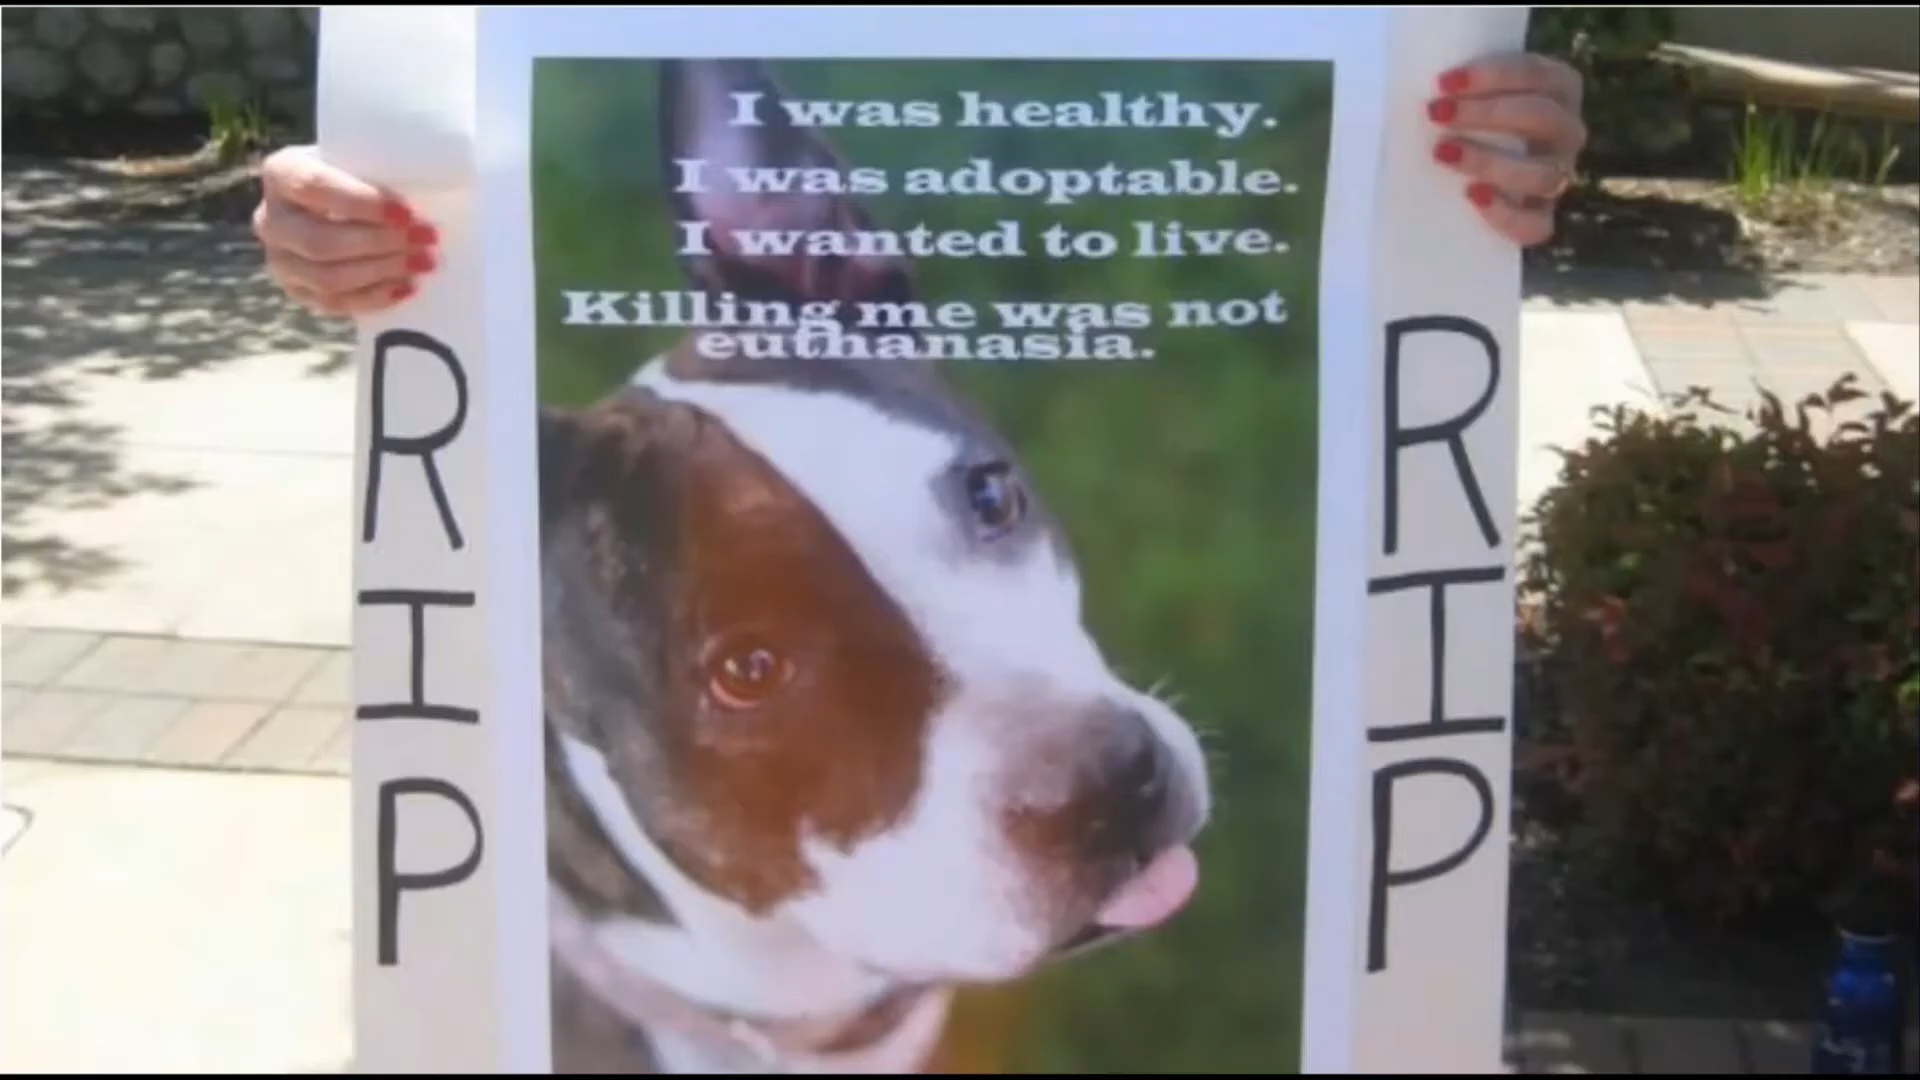 I was healthy.
I was adoptable.
I wanted to live.
Killing me was not
euthanasia.
RIP
RIP